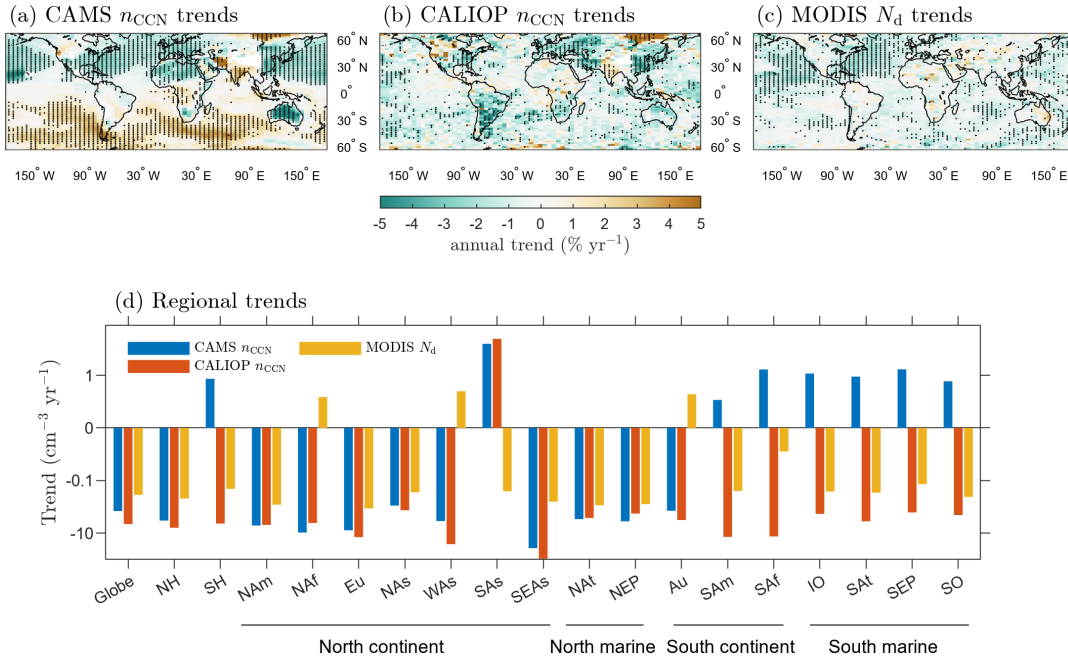 (a) CAMS nCCN trends
(b) CALIOP nCCN trends
(c) MODIS Nd trends
60° N
30° N
0°
30° S
60° S
60° N
30° N
0°
30° S
60° S
60° N
30° N
0°
30° S
60° S
150° W 90° W 30° W 30° E 90° E 150° E
150° W 90° W 30° W 30° E 90° E 150° E
150° W 90° W 30° W 30° E 90° E 150° E
-5 -4 -3 -2 -1 0 1 2 3 4 5
annual trend (% yr−1)
(d) Regional trends
CAMS nCCN
CALIOP nCCN
MODIS Nd
Trend (cm−3 yr−1)
1
0
-0.1
-10
Globe NH SH NAm NAf Eu NAs WAs SAs SEAs NAt NEP Au SAm SAf IO SAt SEP SO
North continent North marine South continent South marine